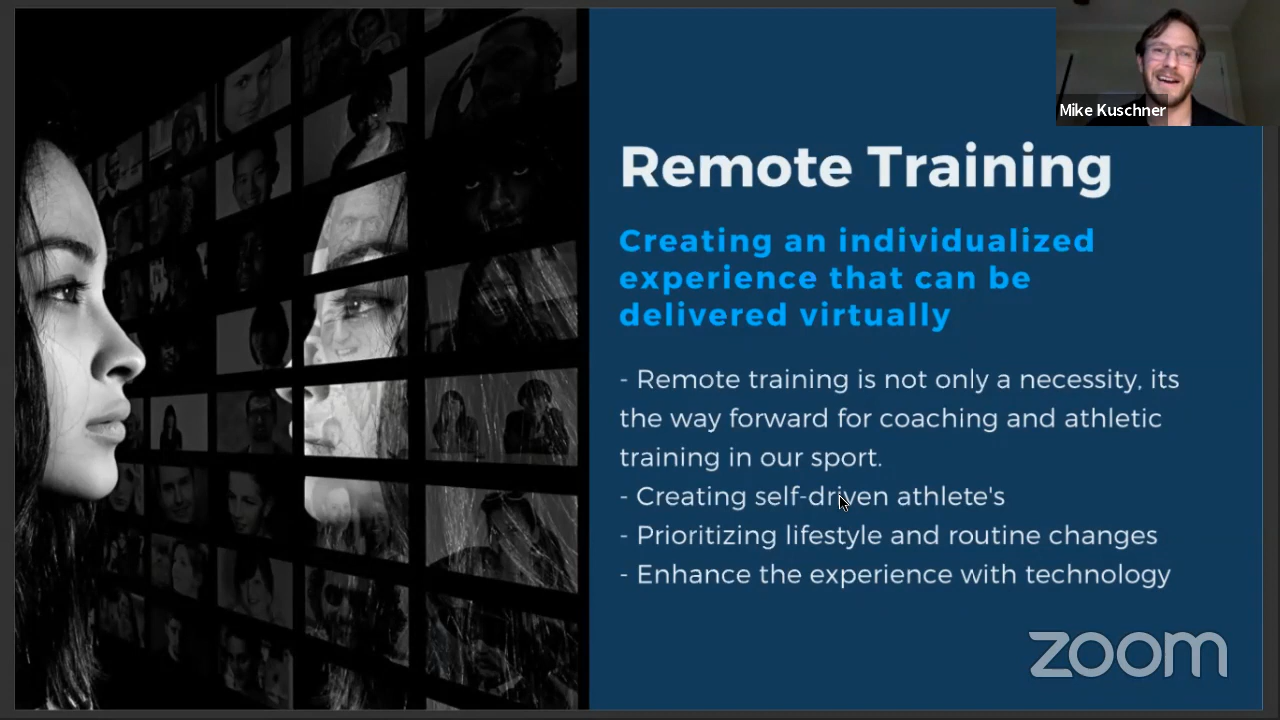 Mike Kuschner
Remote Training
Creating an individualized
experience that can be
delivered virtually
- Remote training is not only a necessity, its
the way forward for coaching and athletic
training in our sport.
- Creating self-driven athlete's
- Prioritizing lifestyle and routine changes
- Enhance the experience with technology
zoom